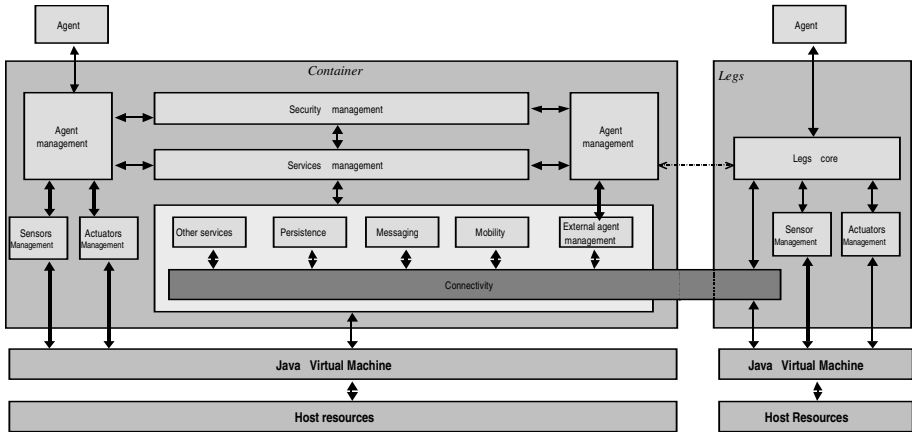 Agent
Agent
Container
Legs
Security management
Agent
management
Agent
management
Services management
Legs core
Sensors
Management
Actuators
Management
Other services
Persistence
Messaging
Mobility
External agent
management
Sensor
Management
Actuators
Management
Connectivity
Java Virtual Machine
Java Virtual Machine
Host resources
Host Resources